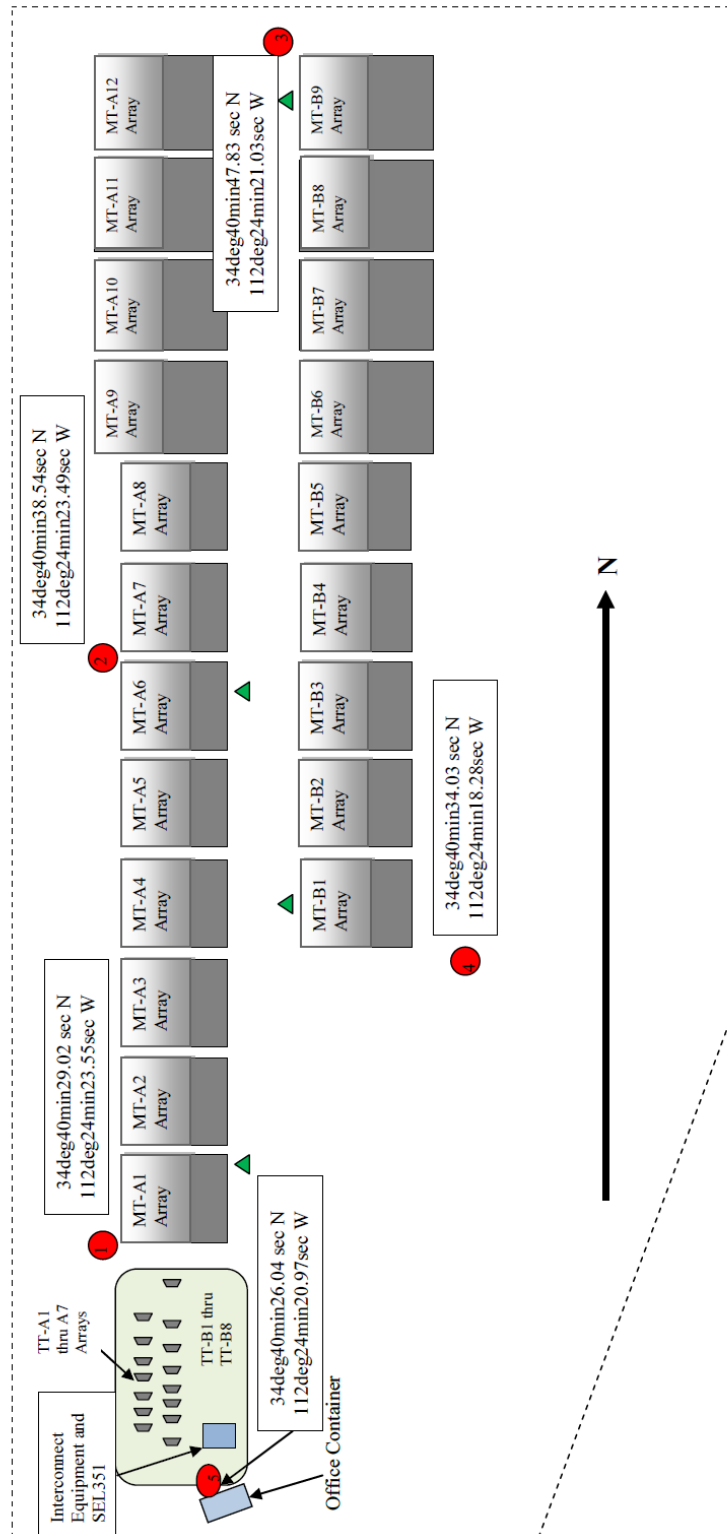 Interconnect
Equipment and
SEL351
TT-A1
thru A7
Arrays
34deg40min29.02 sec N
112deg24min23.55sec W
34deg40min38.54sec N
112deg24min23.49sec W
1
2
MT-A1
Array
MT-A2
Array
MT-A3
Array
MT-A4
Array
MT-A5
Array
MT-A6
Array
MT-A7
Array
MT-A8
Array
MT-A9
Array
MT-A10
Array
MT-A11
Array
MT-A12
Array
TT-B1 thru
TT-B8
5
34deg40min26.04 sec N
112deg24min20.97sec W
34deg40min47.83 sec N
112deg24min21.03sec W
3
Office Container
MT-B1
Array
MT-B2
Array
MT-B3
Array
MT-B4
Array
MT-B5
Array
MT-B6
Array
MT-B7
Array
MT-B8
Array
MT-B9
Array
4
34deg40min34.03 sec N
112deg24min18.28sec W
N